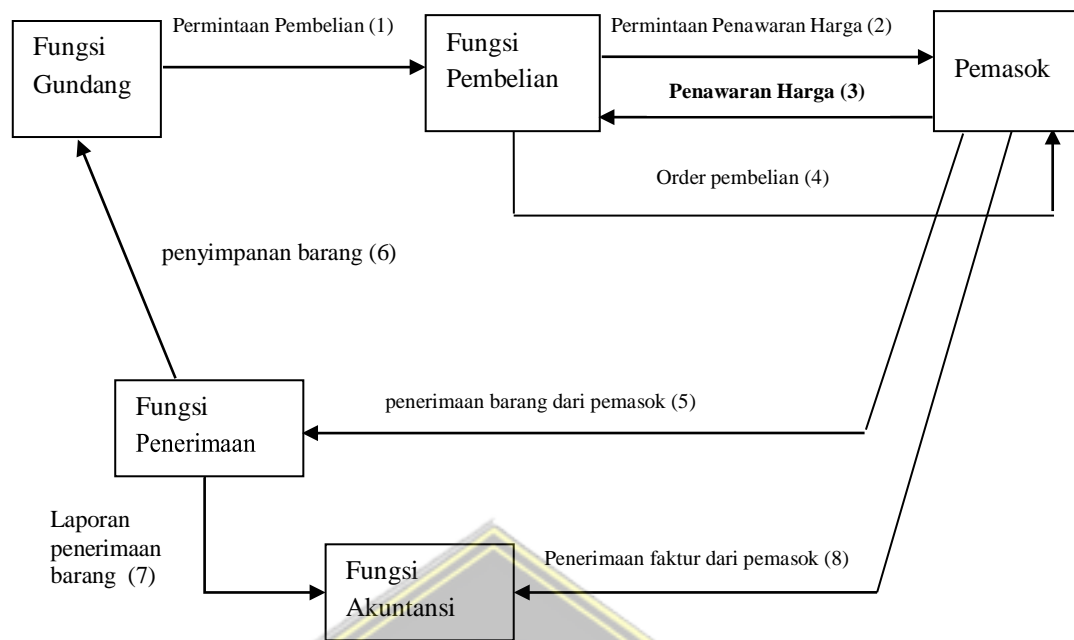 Permintaan Pembelian (1)
Permintaan Penawaran Harga (2)
Fungsi
Gundang
Fungsi
Pembelian
Pemasok
Penawaran Harga (3)
Order pembelian (4)
penyimpanan barang (6)
Fungsi
Penerimaan
penerimaan barang dari pemasok (5)
Laporan
penerimaan
barang (7)
Fungsi
Akuntansi
Penerimaan faktur dari pemasok (8)